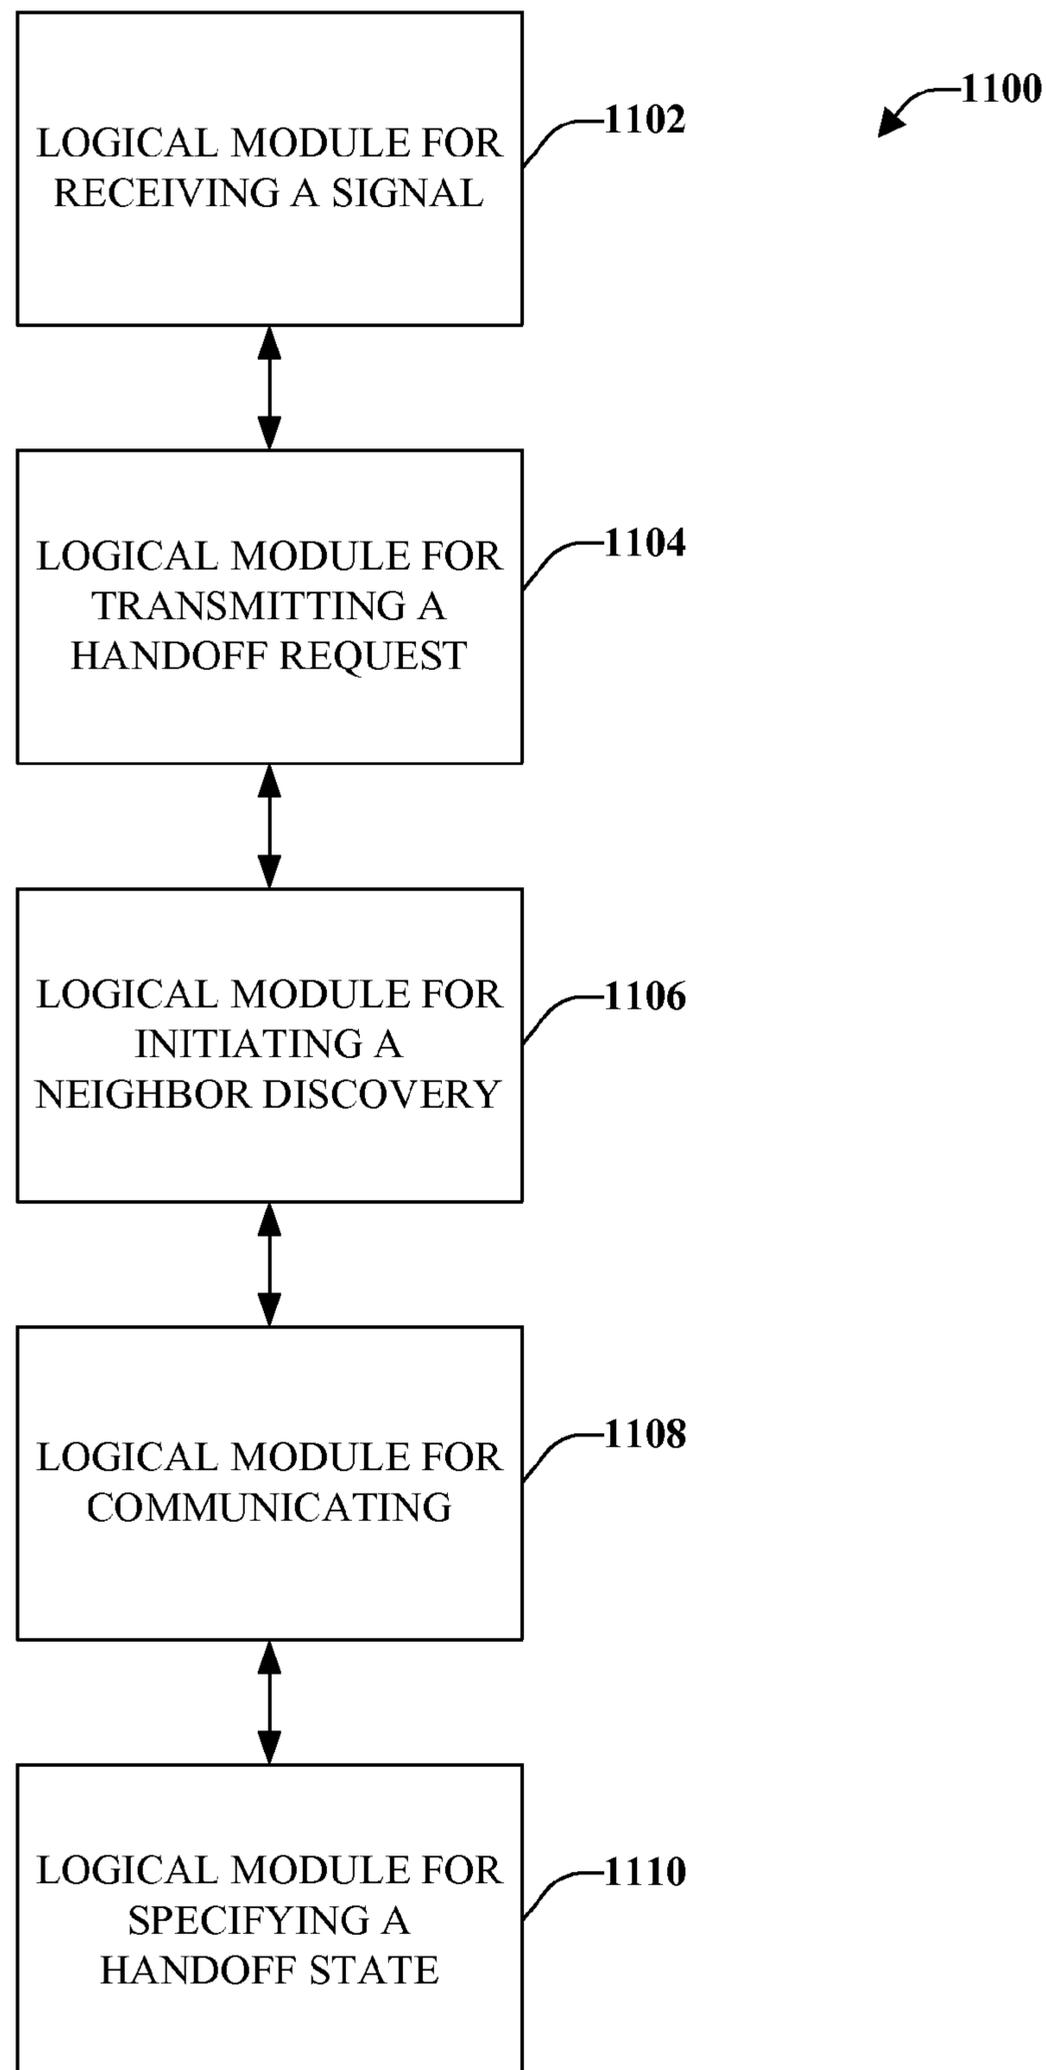 1100
LOGICAL MODULE FOR
RECEIVING A SIGNAL
1102
LOGICAL MODULE FOR
TRANSMITTING A
HANDOFF REQUEST
1104
LOGICAL MODULE FOR
INITIATING A
NEIGHBOR DISCOVERY
1106
LOGICAL MODULE FOR
COMMUNICATING
1108
LOGICAL MODULE FOR
SPECIFYING A
HANDOFF STATE
1110